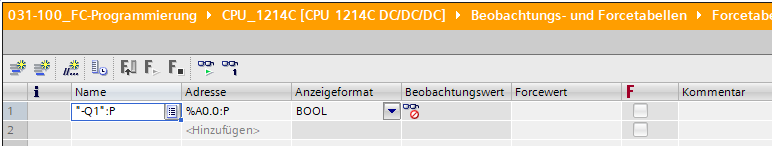 031-100_FC-Programmierung CPU_1214C [CPU 1214C DC/DC/DC] Beobachtungs- und Forcetabellen Forcetabe
i Name Adresse Anzeigeformat Beobachtungswert Forcewert F Kommentar
1 "-Q1":P %A0.0:P BOOL
2 <Hinzufügen>